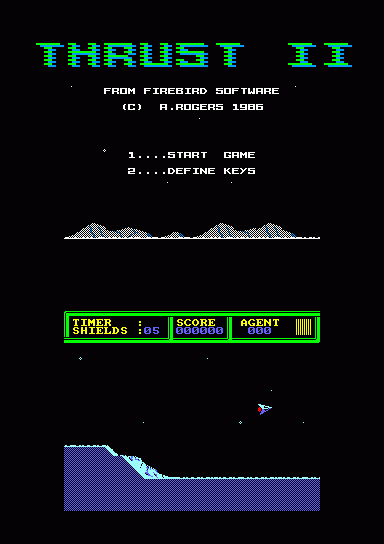 THRUST II
FROM FIREBIRD SOFTWARE
(C) A.ROGERS 1986
1....START GAME
2....DEFINE KEYS
TIMER : SCORE AGENT
SHIELDS :05 000000 000